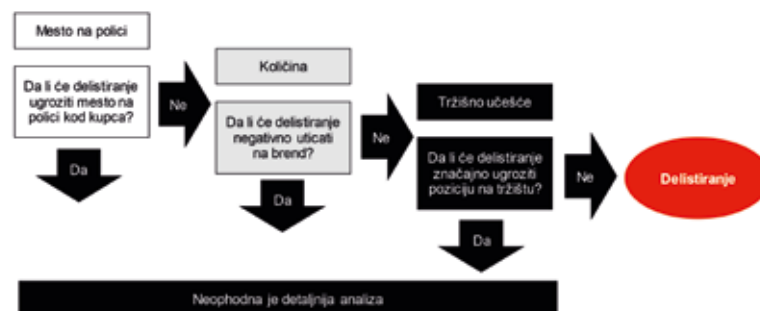 Mesto na polici
Da li će delistiranje
ugroziti mesto na
polici kod kupca?
Ne
Da
Količina
Da li će delistiranje
negativno uticati
na brend?
Ne
Da
Tržišno učešće
Da li će delistiranje
značajno ugroziti
poziciju na tržištu?
Ne
Da
Delistiranje
Neophodna je detaljnija analiza